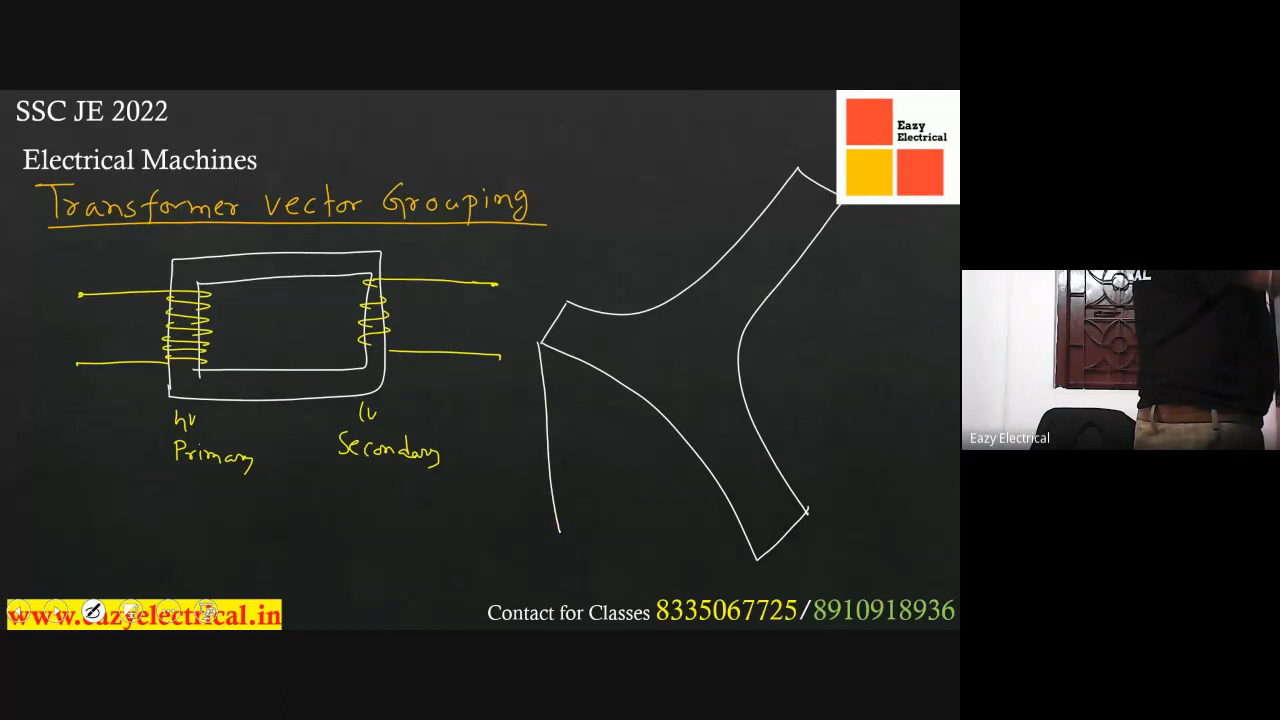 SSC JE 2022
Eazy
Electrical
Electrical Machines
Transformer vector Grouping
hv
Primary
lv
Secondary
Eazy Electrical
www.eazyelectrical.in
Contact for Classes 8335067725/8910918936